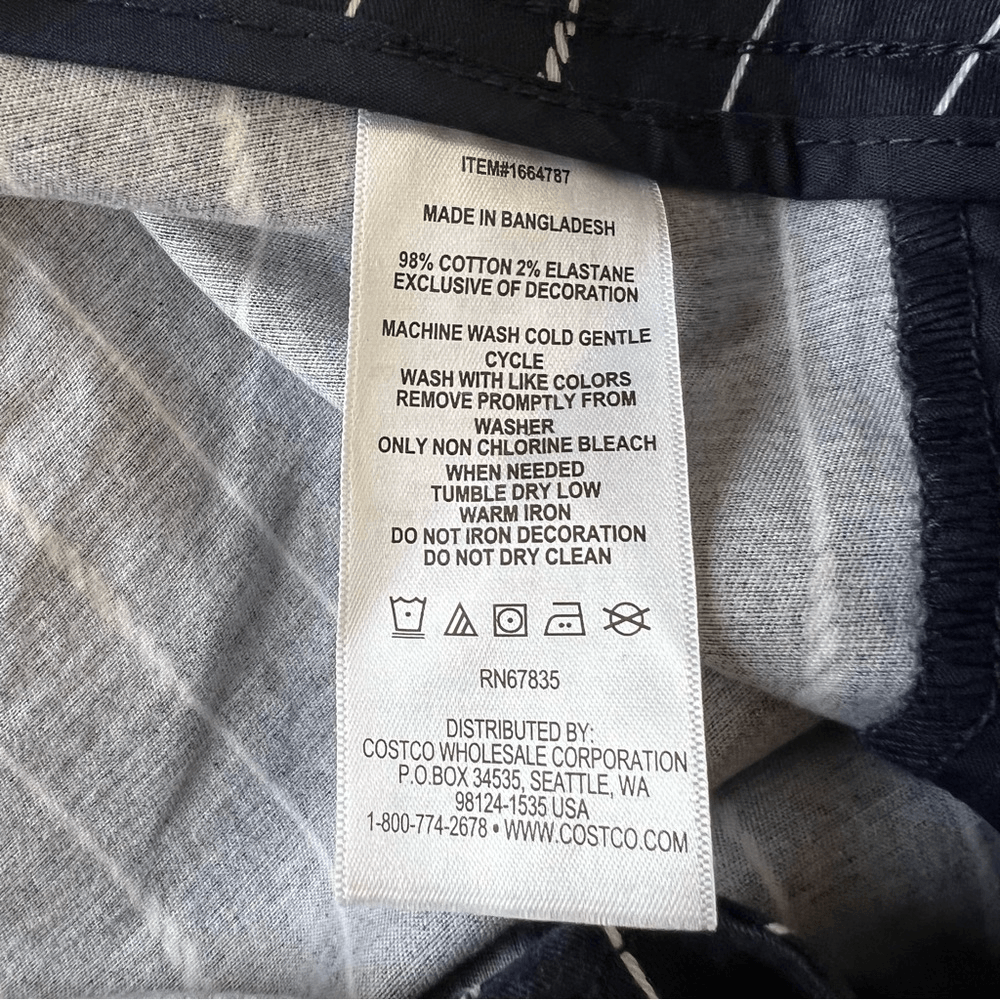 ITEM#1664787
MADE IN BANGLADESH
98% COTTON 2% ELASTANE
EXCLUSIVE OF DECORATION
MACHINE WASH COLD GENTLE
CYCLE
WASH WITH LIKE COLORS
REMOVE PROMPTLY FROM
WASHER
ONLY NON CHLORINE BLEACH
WHEN NEEDED
TUMBLE DRY LOW
WARM IRON
DO NOT IRON DECORATION
DO NOT DRY CLEAN
RN67835
DISTRIBUTED BY:
COSTCO WHOLESALE CORPORATION
P.O.BOX 34535, SEATTLE, WA
98124-1535 USA
1-800-774-2678 • WWW.COSTCO.COM